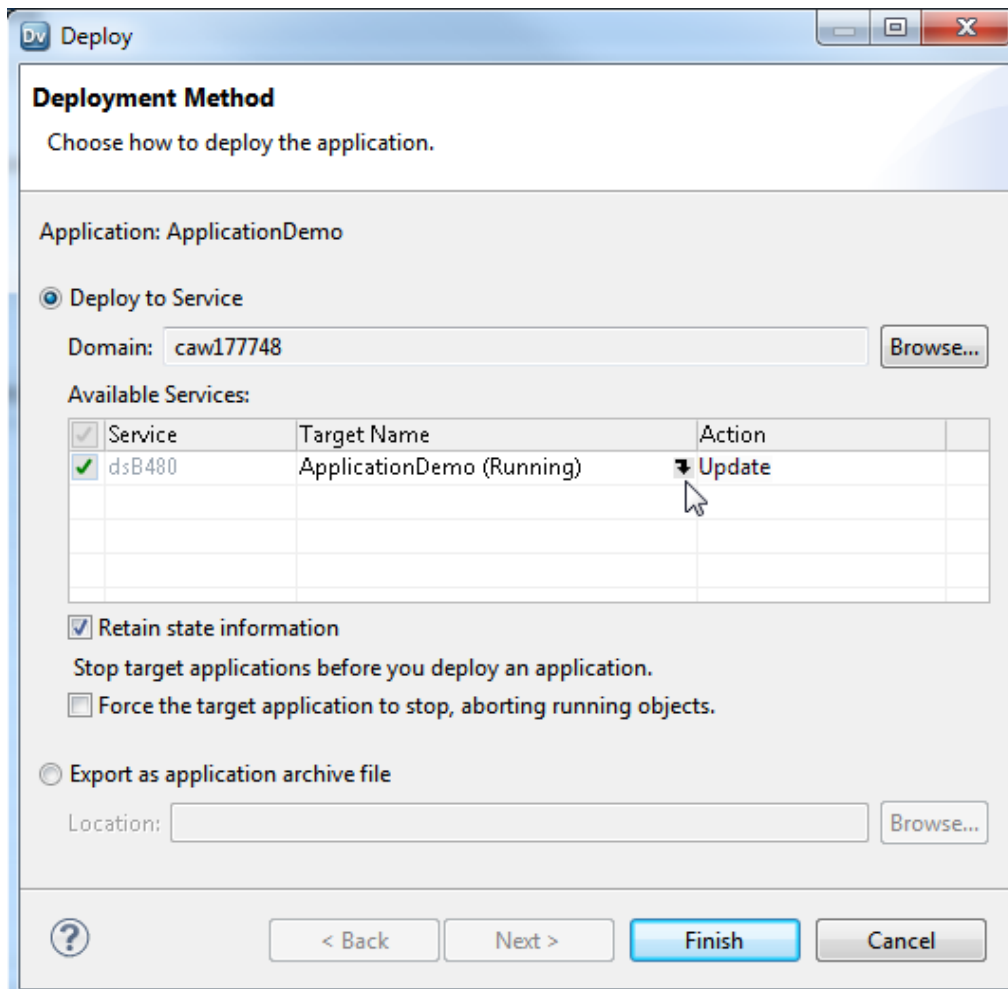 Dv Deploy
Deployment Method
Choose how to deploy the application.
Application: ApplicationDemo
Deploy to Service
Domain: caw177748 Browse...
Available Services:
Service Target Name Action
dsB480 ApplicationDemo (Running) Update
Retain state information
Stop target applications before you deploy an application.
Force the target application to stop, aborting running objects.
Export as application archive file
Location: Browse...
? < Back Next > Finish Cancel